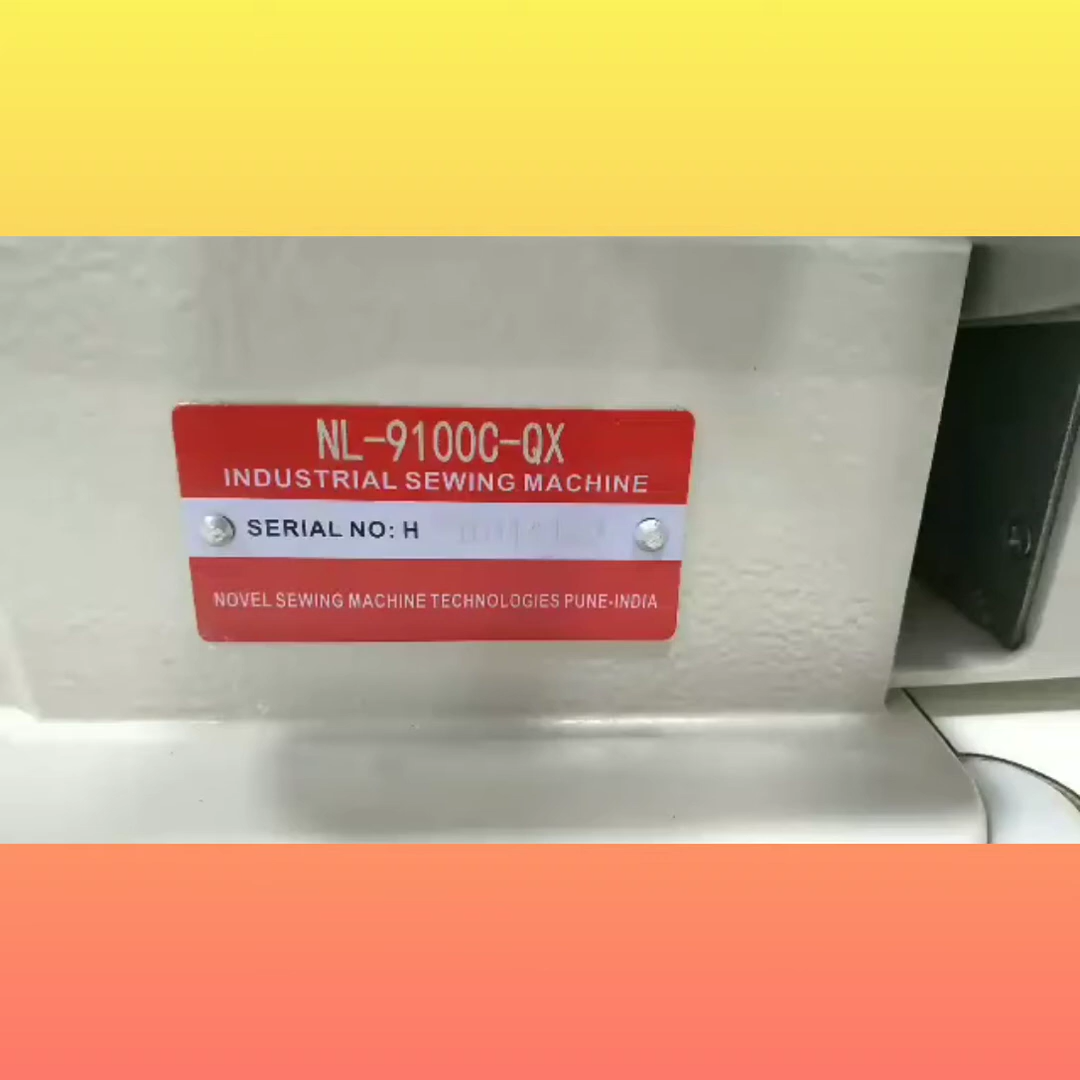 NL-9100C-QX
INDUSTRIAL SEWING MACHINE
SERIAL NO: H
NOVEL SEWING MACHINE TECHNOLOGIES PUNE-INDIA